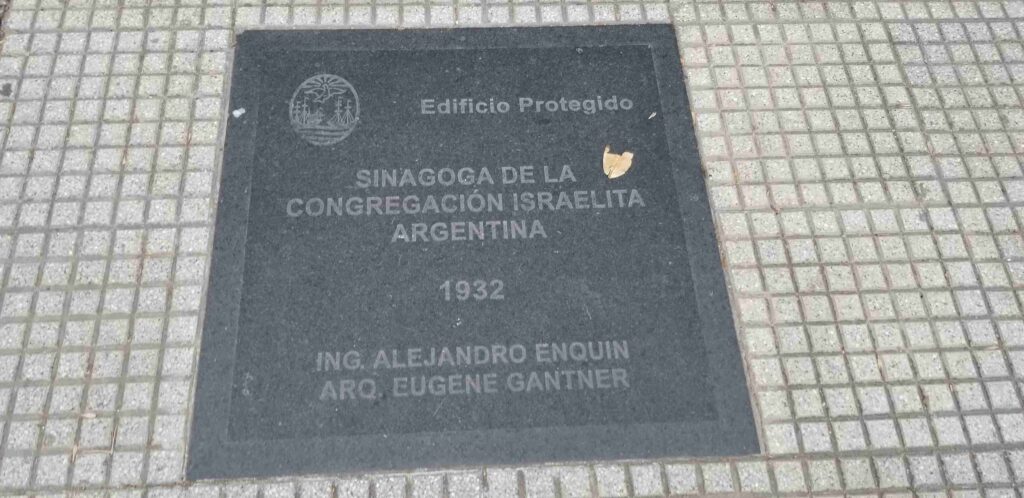 Edificio Protegido
SINAGOGA DE LA
CONGREGACIÓN ISRAELITA
ARGENTINA
1932
ING. ALEJANDRO ENQUIN
ARQ. EUGENE GANTNER